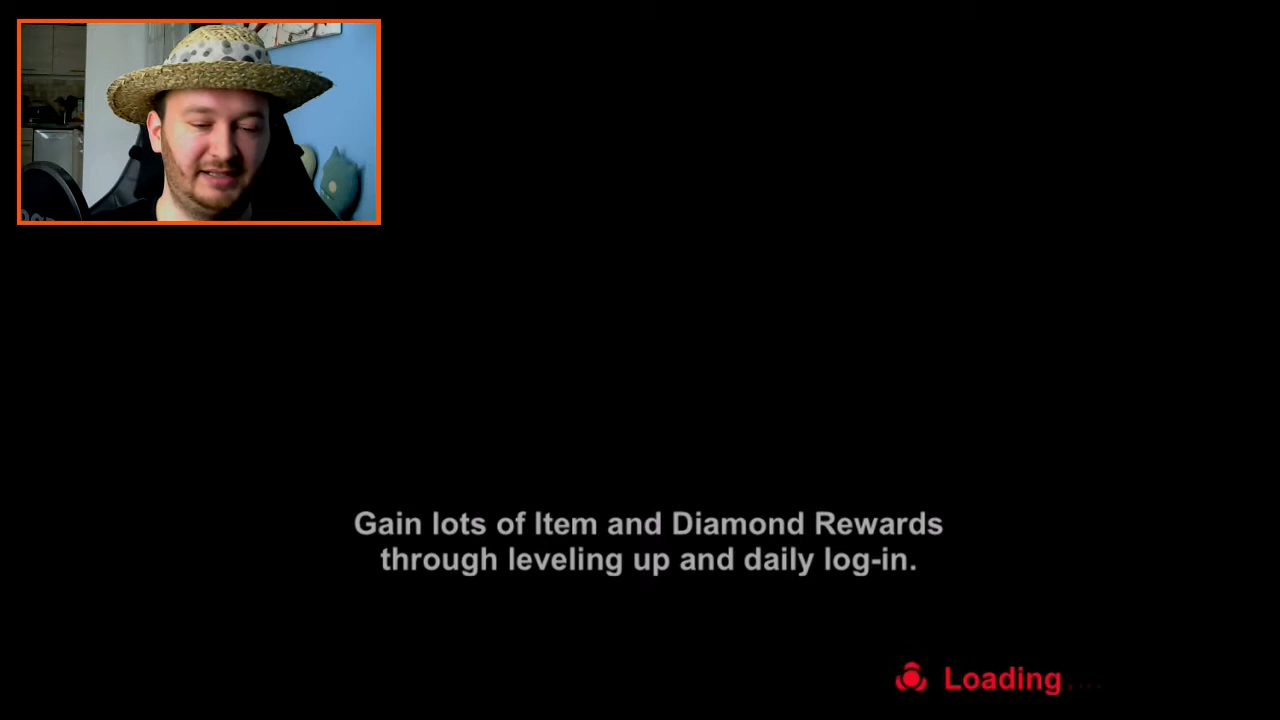 Gain lots of Item and Diamond Rewards
through leveling up and daily log-in.
Loading....